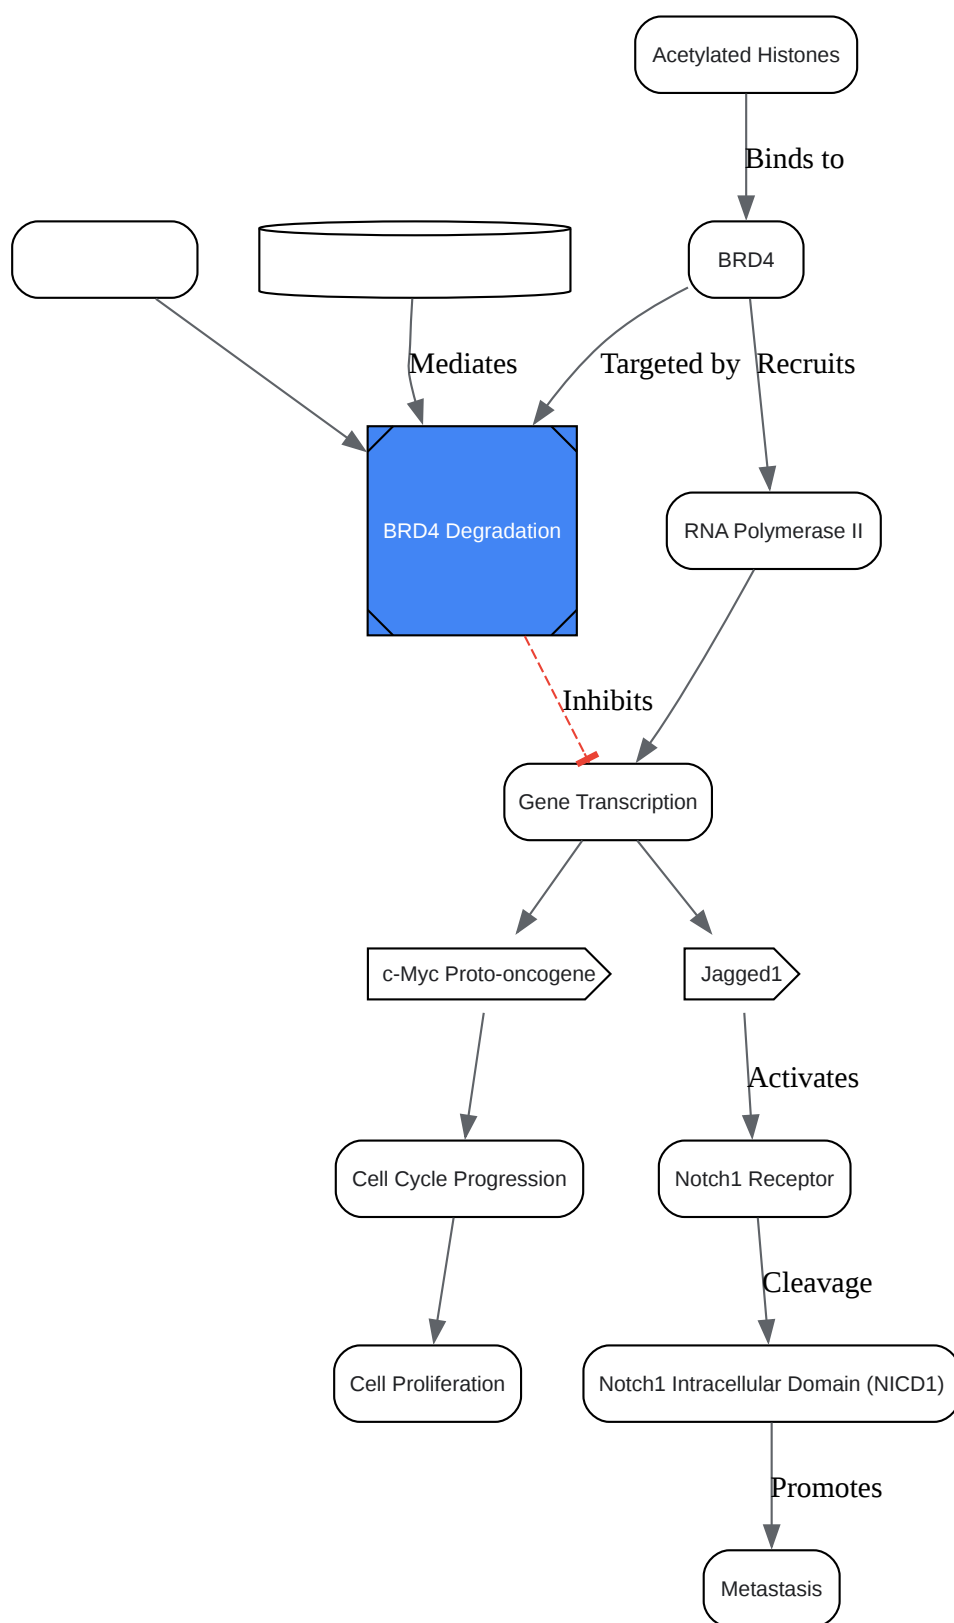 Acetylated Histones
Binds to
BRD4
Mediates
Targeted by
Recruits
BRD4 Degradation
RNA Polymerase II
Inhibits
Gene Transcription
c-Myc Proto-oncogene
Jagged1
Activates
Cell Cycle Progression
Notch1 Receptor
Cleavage
Cell Proliferation
Notch1 Intracellular Domain (NICD1)
Promotes
Metastasis